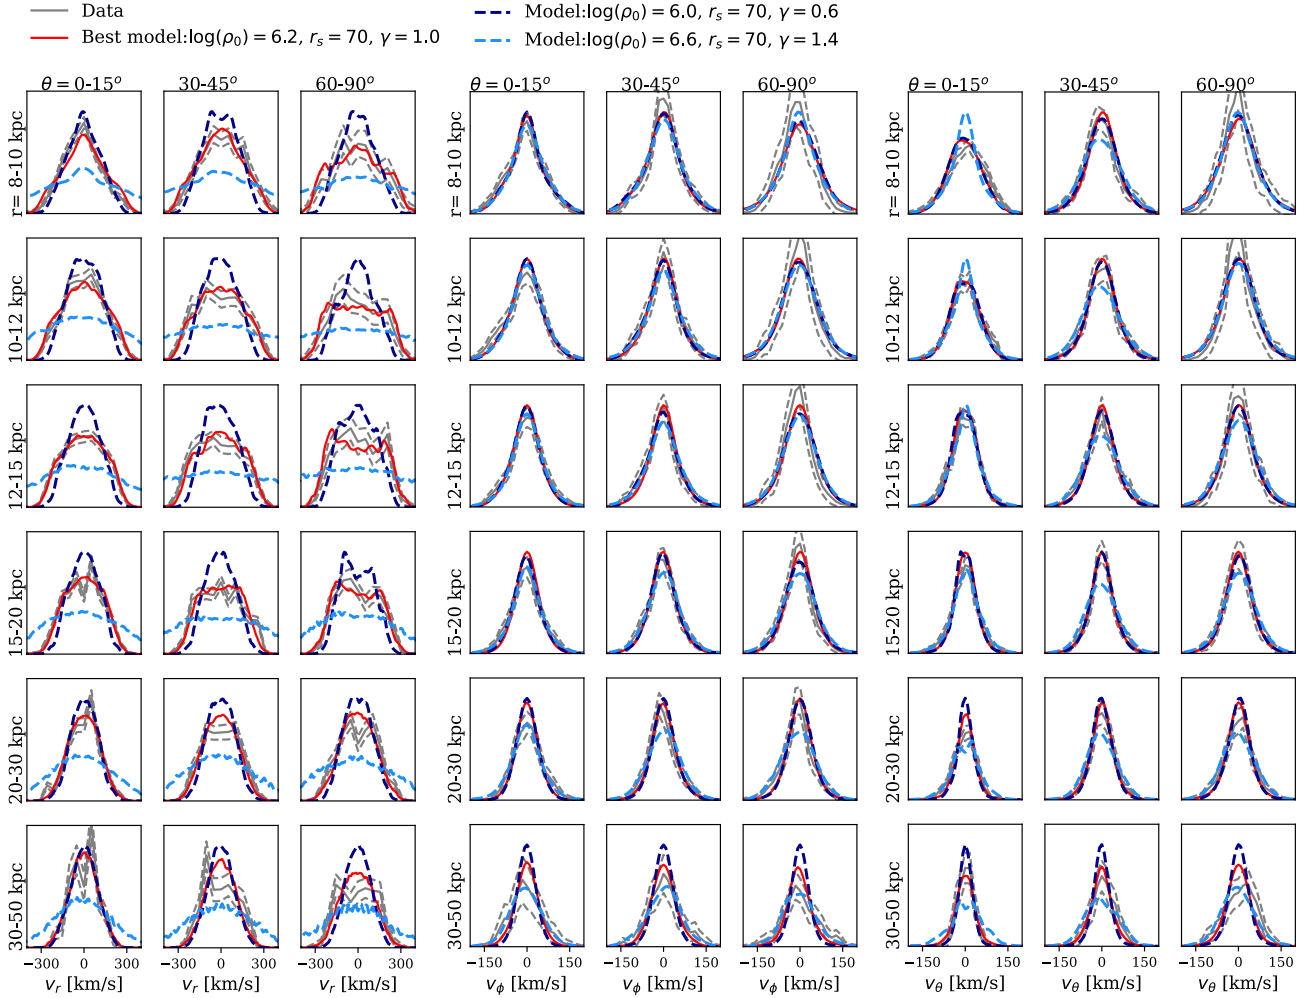 Data
Best model:log(ρ₀) = 6.2, r_s = 70, γ = 1.0
Model:log(ρ₀) = 6.0, r_s = 70, γ = 0.6
Model:log(ρ₀) = 6.6, r_s = 70, γ = 1.4
θ = 0-15° 30-45° 60-90° θ = 0-15° 30-45° 60-90° θ = 0-15° 30-45° 60-90°
r= 8-10 kpc r= 8-10 kpc r= 8-10 kpc
10-12 kpc 10-12 kpc 10-12 kpc
12-15 kpc 12-15 kpc 12-15 kpc
15-20 kpc 15-20 kpc 15-20 kpc
20-30 kpc 20-30 kpc 20-30 kpc
30-50 kpc 30-50 kpc 30-50 kpc
−300 0 300 −300 0 300 −300 0 300 −150 0 150 −150 0 150 −150 0 150 −150 0 150 −150 0 150 −150 0 150
v_r [km/s] v_r [km/s] v_r [km/s] v_ϕ [km/s] v_ϕ [km/s] v_ϕ [km/s] v_θ [km/s] v_θ [km/s] v_θ [km/s]